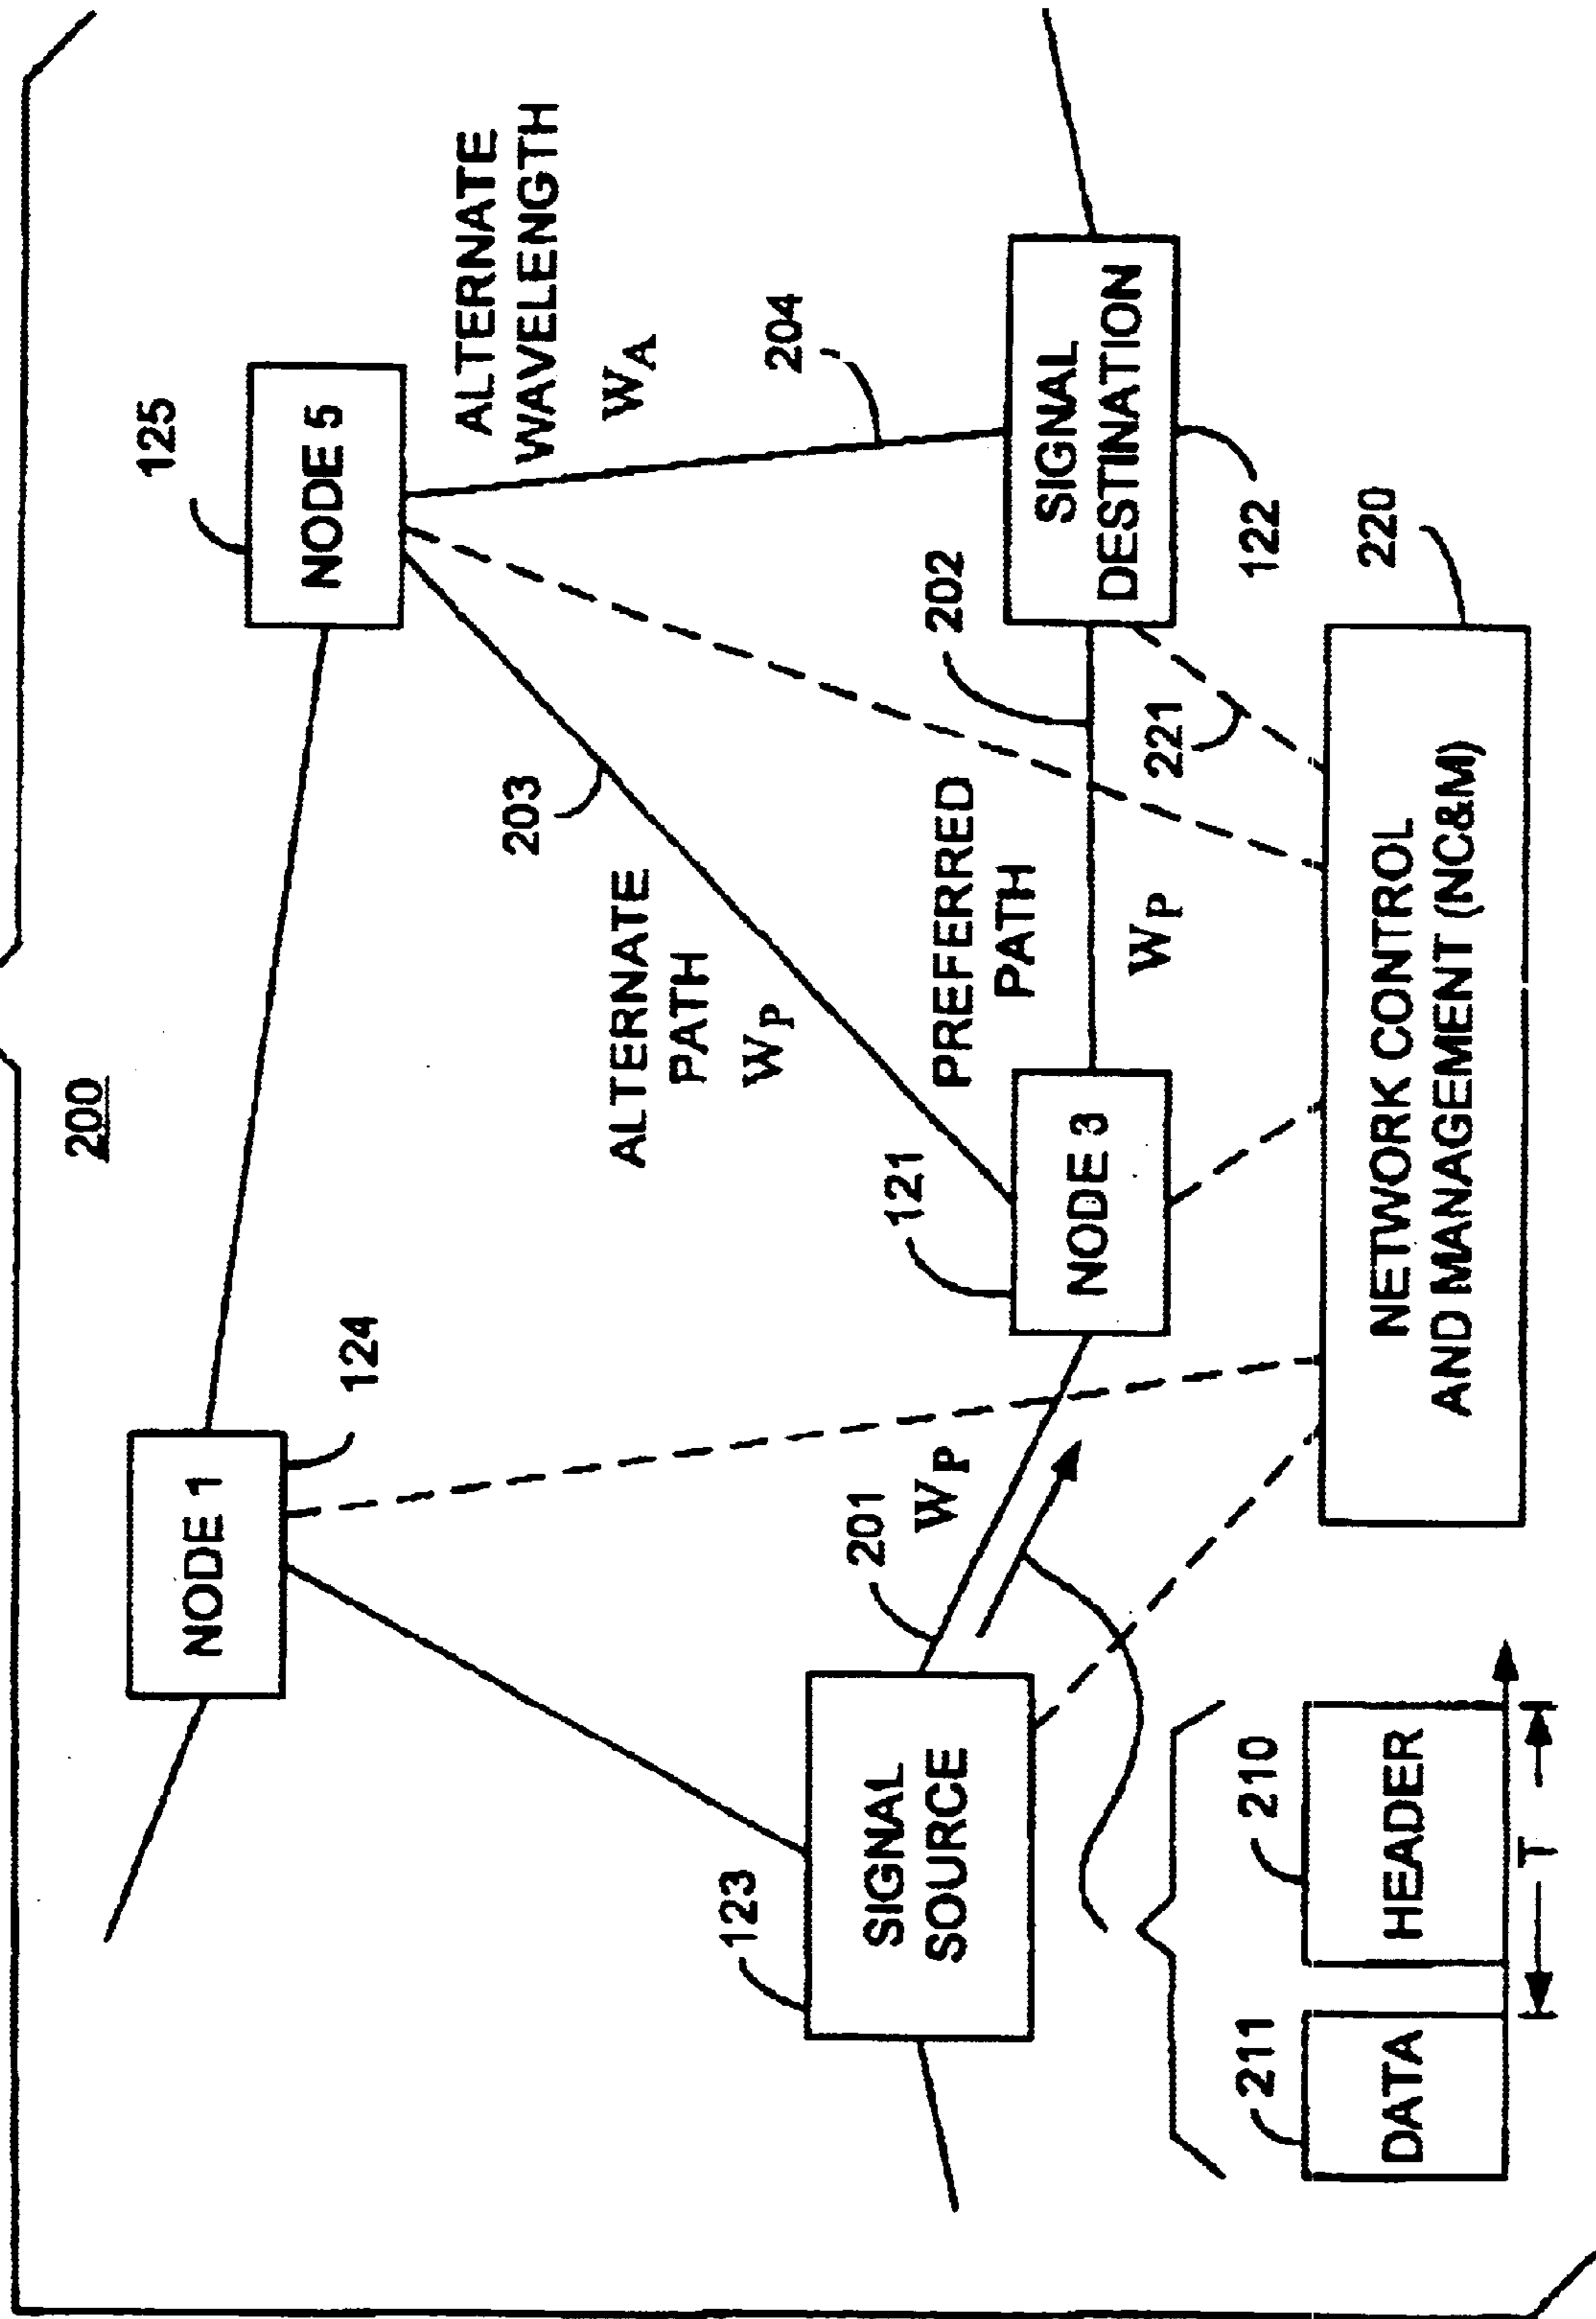 200
125
NODE 5
ALTERNATE
WAVELENGTH
WA
204
124
NODE 1
203
ALTERNATE
PATH
WP
202
PREFERRED
PATH
WP
221
SIGNAL
DESTINATION
122
121
NODE 3
201
WP
123
SIGNAL
SOURCE
220
NETWORK CONTROL
AND MANAGEMENT (NC&M)
211
DATA
210
HEADER
T